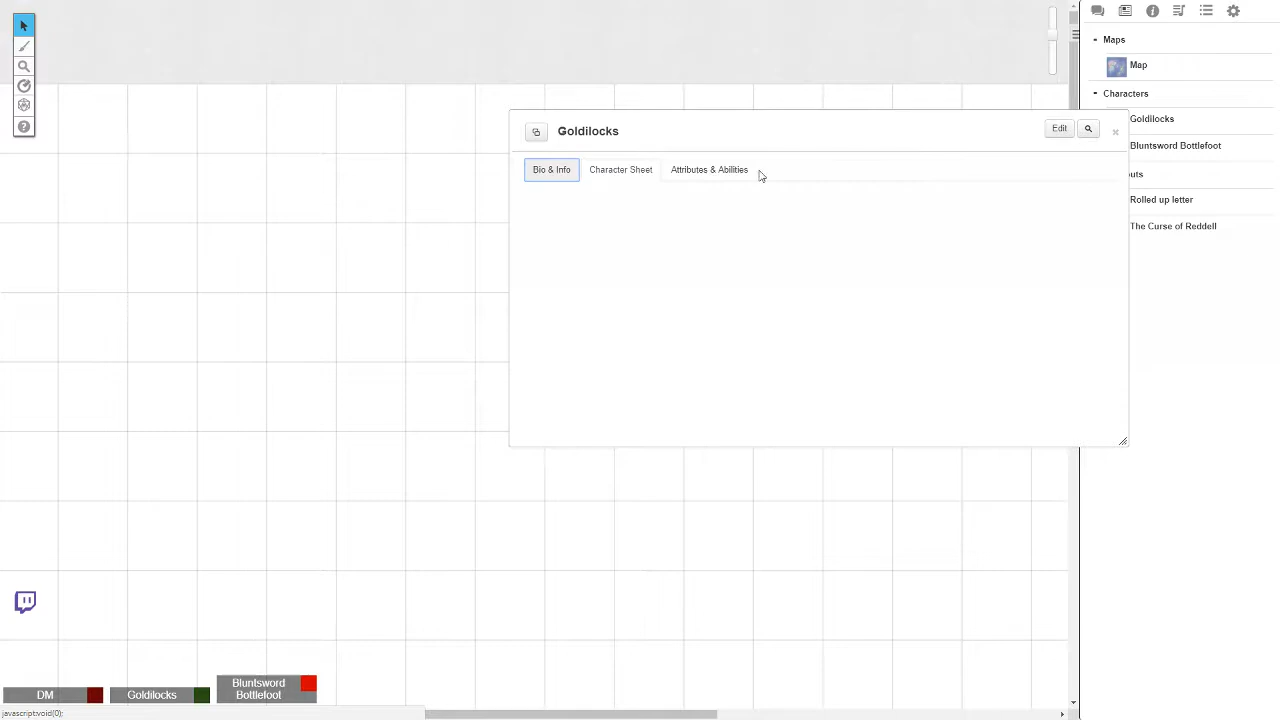 Maps
Map
Characters
Goldilocks
Bluntsword Bottlefoot
outs
Rolled up letter
The Curse of Reddell
Goldilocks
Edit
Bio & Info
Character Sheet
Attributes & Abilities
DM
Goldilocks
Bluntsword
Bottlefoot
javascript:void(0);